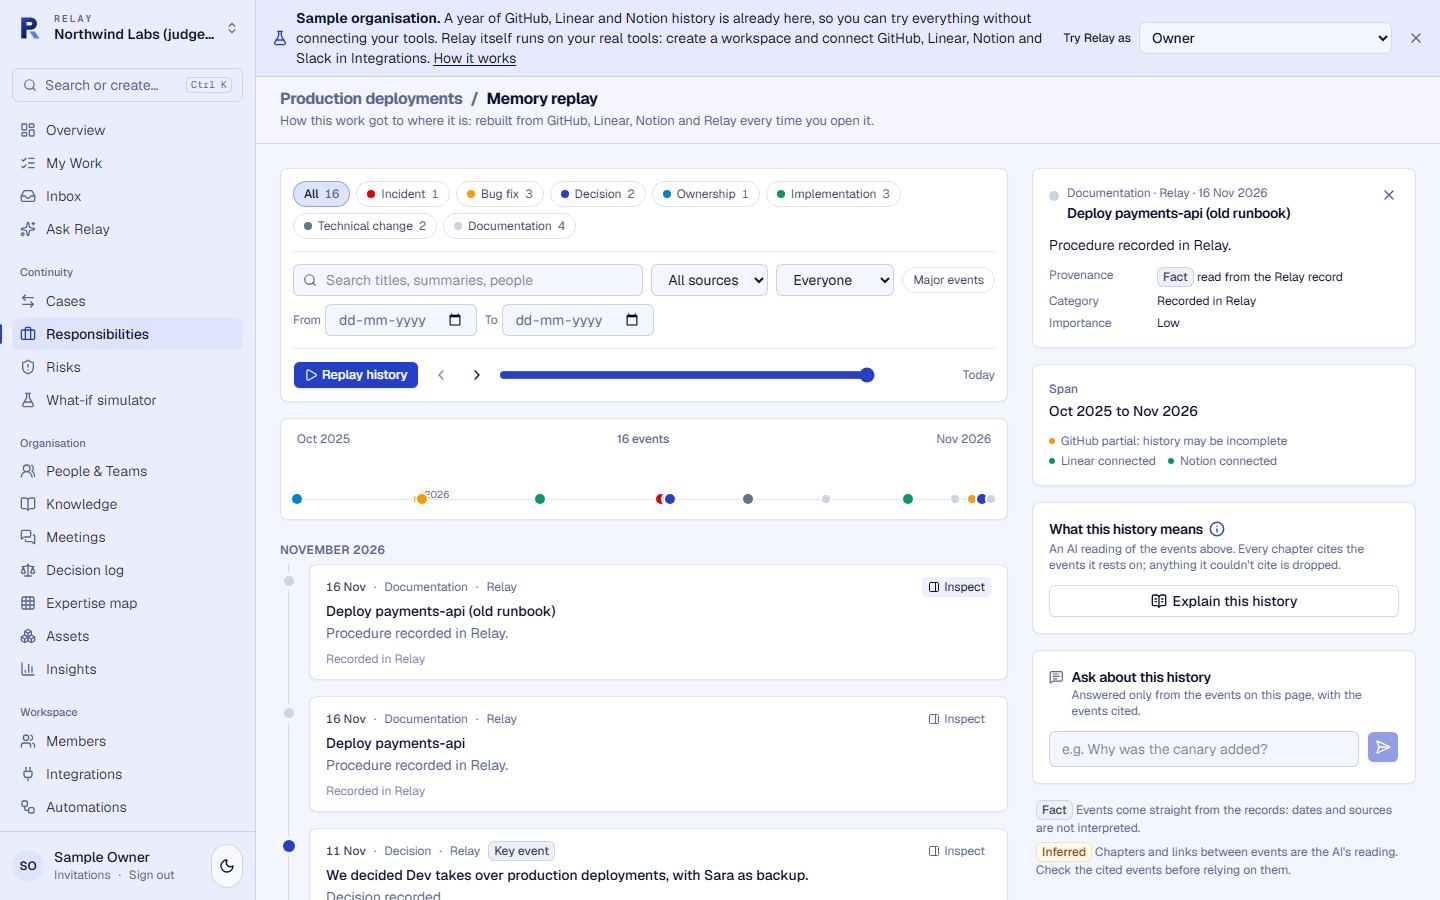 RELAY
Northwind Labs (judge...
Search or create...
Ctrl K
Overview
My Work
Inbox
Ask Relay
Continuity
Cases
Responsibilities
Risks
What-if simulator
Organisation
People & Teams
Knowledge
Meetings
Decision log
Expertise map
Assets
Insights
Workspace
Members
Integrations
Automations
SO
Sample Owner
Invitations · Sign out
Sample organisation. A year of GitHub, Linear and Notion history is already here, so you can try everything without
connecting your tools. Relay itself runs on your real tools: create a workspace and connect GitHub, Linear, Notion and
Slack in Integrations. How it works
Try Relay as
Owner
Production deployments / Memory replay
How this work got to where it is: rebuilt from GitHub, Linear, Notion and Relay every time you open it.
All 16
Incident 1
Bug fix 3
Decision 2
Ownership 1
Implementation 3
Technical change 2
Documentation 4
Search titles, summaries, people
All sources
Everyone
Major events
From dd-mm-yyyy
To dd-mm-yyyy
Replay history
Today
Oct 2025
16 events
Nov 2026
2026
NOVEMBER 2026
16 Nov · Documentation · Relay
Inspect
Deploy payments-api (old runbook)
Procedure recorded in Relay.
Recorded in Relay
16 Nov · Documentation · Relay
Inspect
Deploy payments-api
Procedure recorded in Relay.
Recorded in Relay
11 Nov · Decision · Relay Key event
Inspect
We decided Dev takes over production deployments, with Sara as backup.
Decision recorded
Documentation · Relay · 16 Nov 2026
Deploy payments-api (old runbook)
Procedure recorded in Relay.
Provenance
Fact read from the Relay record
Category
Recorded in Relay
Importance
Low
Span
Oct 2025 to Nov 2026
GitHub partial: history may be incomplete
Linear connected
Notion connected
What this history means
An AI reading of the events above. Every chapter cites the
events it rests on; anything it couldn't cite is dropped.
Explain this history
Ask about this history
Answered only from the events on this page, with the
events cited.
e.g. Why was the canary added?
Fact Events come straight from the records: dates and sources
are not interpreted.
Inferred Chapters and links between events are the AI's reading.
Check the cited events before relying on them.